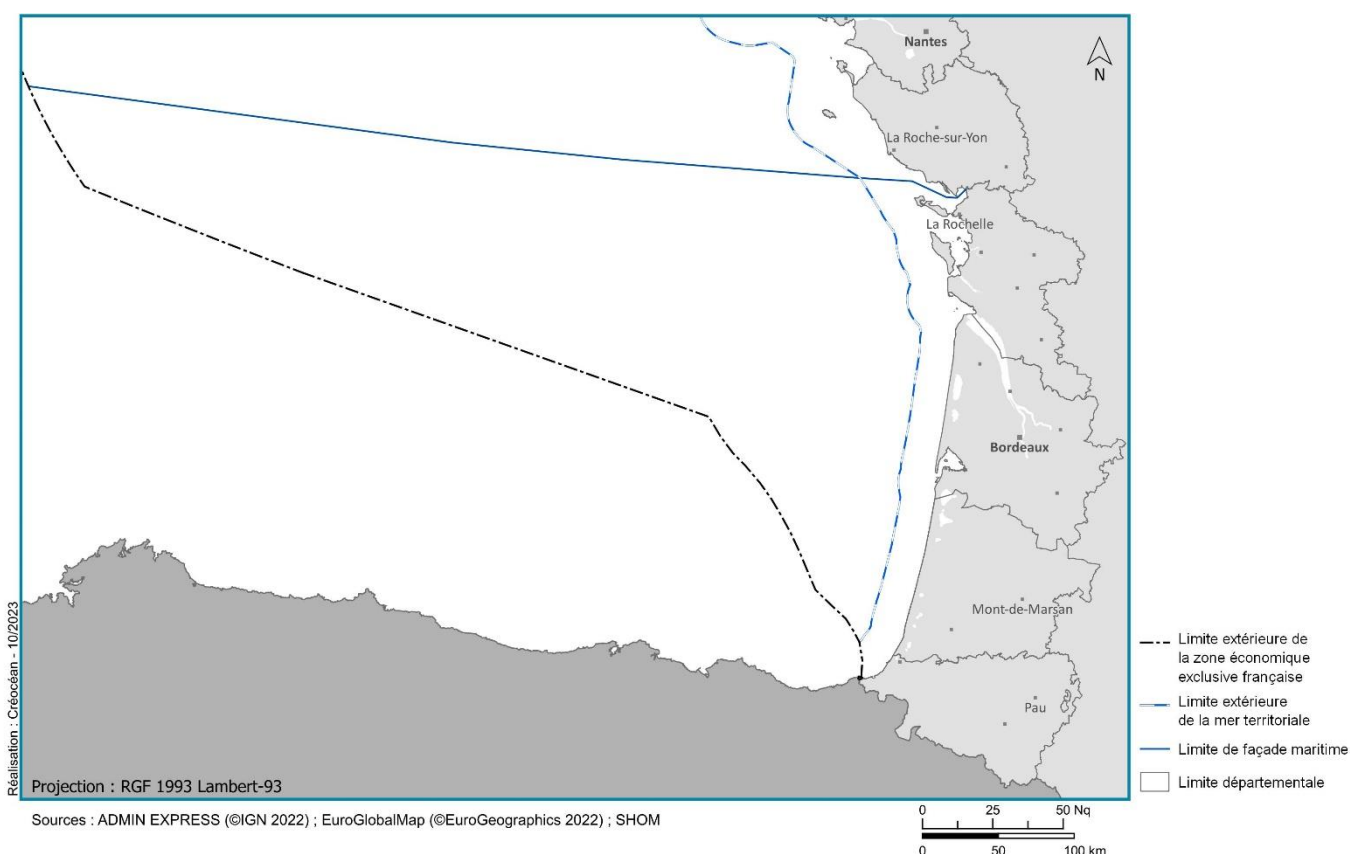 Nantes
N
La Roche-sur-Yon
La Rochelle
Bordeaux
Mont-de-Marsan
Pau
Réalisation : Créocéan - 10/2023
Projection : RGF 1993 Lambert-93
Limite extérieure de
la zone économique
exclusive française
Limite extérieure
de la mer territoriale
Limite de façade maritime
Limite départementale
Sources : ADMIN EXPRESS (©IGN 2022) ; EuroGlobalMap (©EuroGeographics 2022) ; SHOM
0 25 50 Nq
0 50 100 km